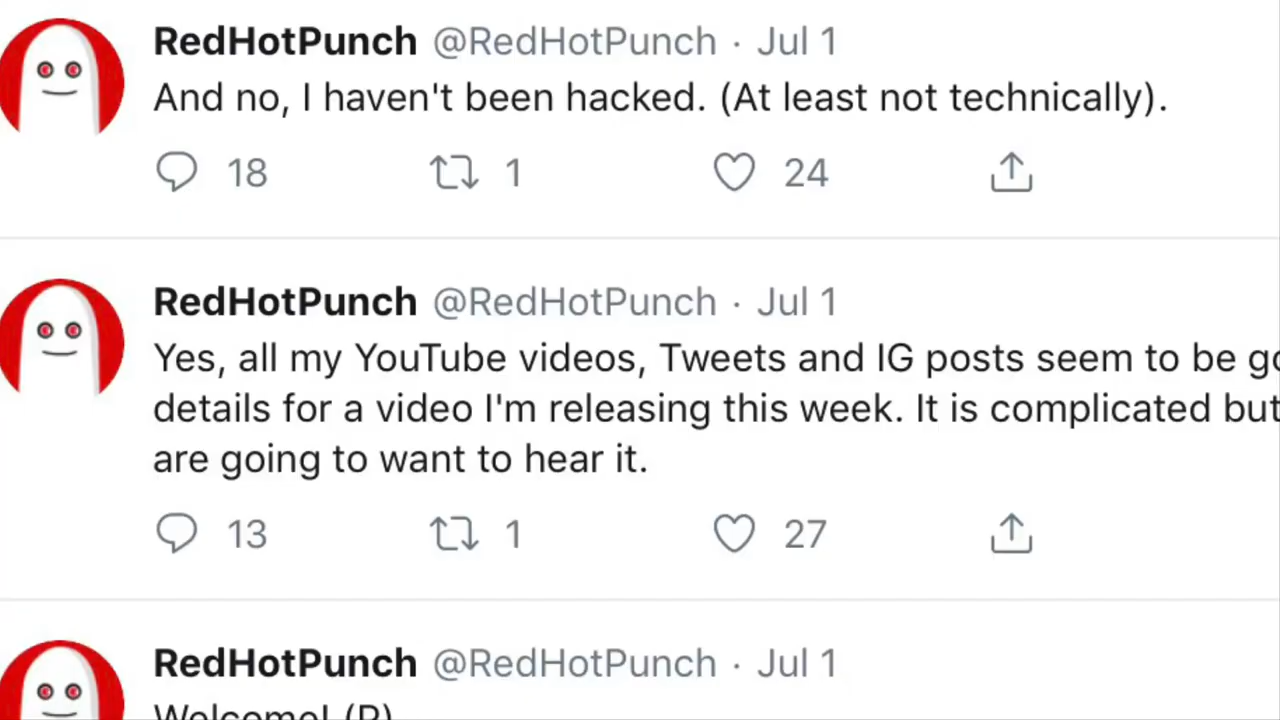 RedHotPunch @RedHotPunch · Jul 1
And no, I haven't been hacked. (At least not technically).
18 1 24
RedHotPunch @RedHotPunch · Jul 1
Yes, all my YouTube videos, Tweets and IG posts seem to be
details for a video I'm releasing this week. It is complicated but
are going to want to hear it.
13 1 27
RedHotPunch @RedHotPunch · Jul 1
Welcome! (P)